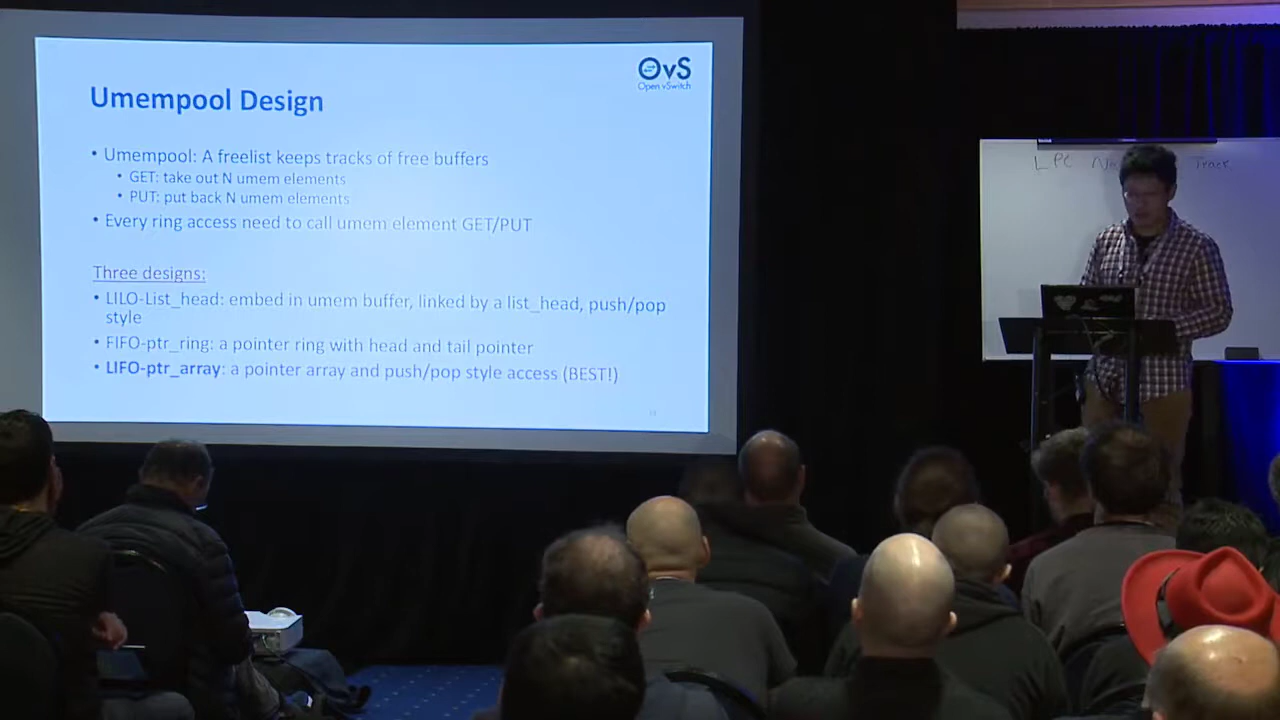 OvS
Open vSwitch
Umempool Design
• Umempool: A freelist keeps tracks of free buffers
• GET: take out N umem elements
• PUT: put back N umem elements
• Every ring access need to call umem element GET/PUT
Three designs:
• LILO-List_head: embed in umem buffer, linked by a list_head, push/pop
style
• FIFO-ptr_ring: a pointer ring with head and tail pointer
• LIFO-ptr_array: a pointer array and push/pop style access (BEST!)
LPC
Track